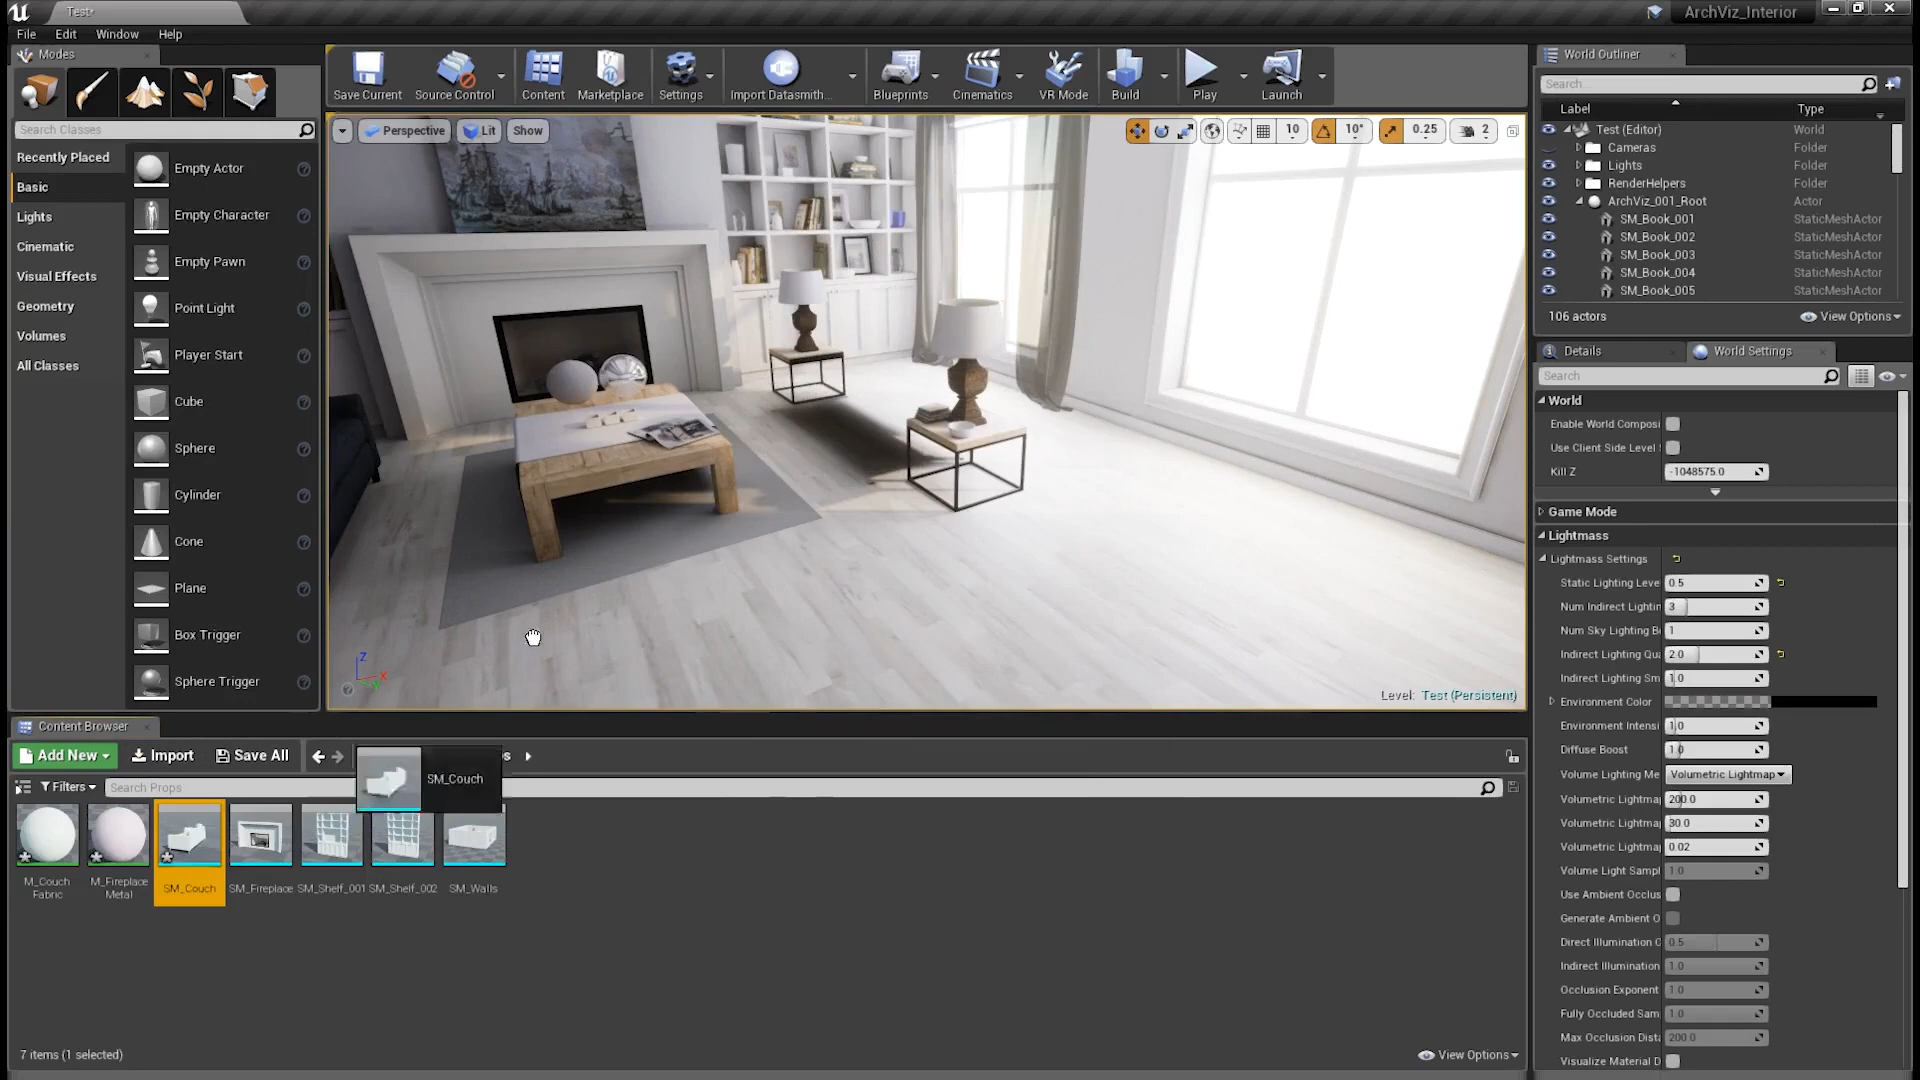 Test*
ArchViz_Interior
File Edit Window Help
Modes
Search Classes
Recently Placed
Basic
Lights
Cinematic
Visual Effects
Geometry
Volumes
All Classes
Empty Actor
Empty Character
Empty Pawn
Point Light
Player Start
Cube
Sphere
Cylinder
Cone
Plane
Box Trigger
Sphere Trigger
Save Current Source Control Content Marketplace Settings Import Datasmith... Blueprints Cinematics VR Mode Build Play Launch
Perspective Lit Show
10 10° 0.25 2
Z
X
Y
Level: Test (Persistent)
World Outliner
Search...
Label Type
Test (Editor) World
Cameras Folder
Lights Folder
RenderHelpers Folder
ArchViz_001_Root Actor
SM_Book_001 StaticMeshActor
SM_Book_002 StaticMeshActor
SM_Book_003 StaticMeshActor
SM_Book_004 StaticMeshActor
SM_Book_005 StaticMeshActor
106 actors View Options
Details World Settings
Search
World
Enable World Composi
Use Client Side Level
Kill Z -1048575.0
Game Mode
Lightmass
Lightmass Settings
Static Lighting Leve 0.5
Num Indirect Lightin 3
Num Sky Lighting B 1
Indirect Lighting Qua 2.0
Indirect Lighting Sm 1.0
Environment Color
Environment Intensi 1.0
Diffuse Boost 1.0
Volume Lighting Me Volumetric Lightmap
Volumetric Lightma 200.0
Volumetric Lightma 30.0
Volumetric Lightma 0.02
Volume Light Sampl 1.0
Use Ambient Occlus
Generate Ambient O
Direct Illumination O 0.5
Indirect Illumination 1.0
Occlusion Exponent 1.0
Fully Occluded Sam 1.0
Max Occlusion Dista 200.0
Visualize Material D
Content Browser
Add New Import Save All s
SM_Couch
Filters Search Props
M_Couch
Fabric
M_Fireplace
Metal
SM_Couch
SM_Fireplace
SM_Shelf_001
SM_Shelf_002
SM_Walls
7 items (1 selected) View Options